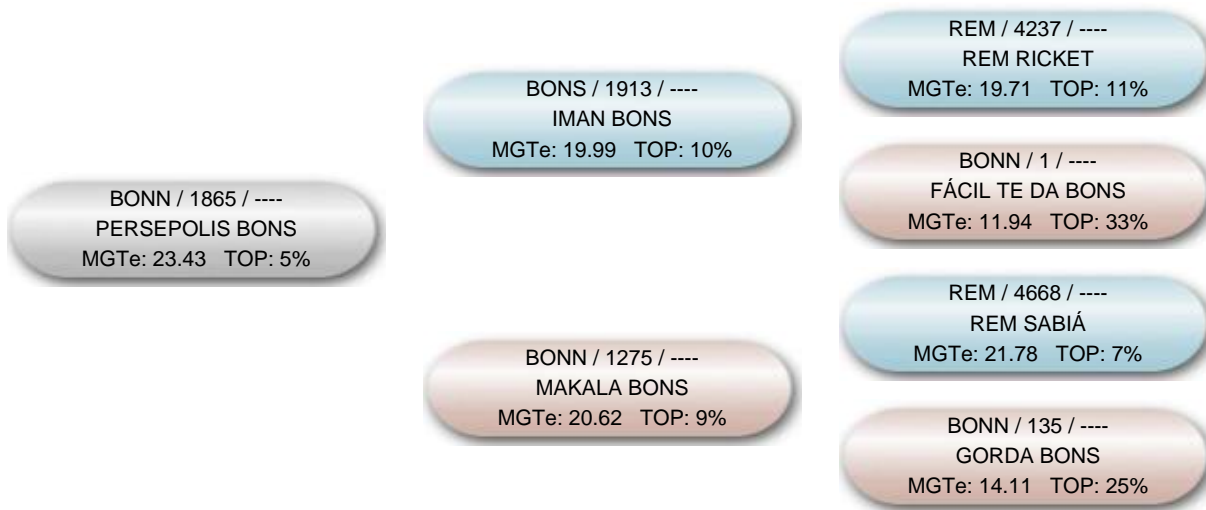 BONN / 1865 / ----
PERSEPOLIS BONS
MGTe: 23.43 TOP: 5%
BONS / 1913 / ----
IMAN BONS
MGTe: 19.99 TOP: 10%
BONN / 1275 / ----
MAKALA BONS
MGTe: 20.62 TOP: 9%
REM / 4237 / ----
REM RICKET
MGTe: 19.71 TOP: 11%
BONN / 1 / ----
FÁCIL TE DA BONS
MGTe: 11.94 TOP: 33%
REM / 4668 / ----
REM SABIÁ
MGTe: 21.78 TOP: 7%
BONN / 135 / ----
GORDA BONS
MGTe: 14.11 TOP: 25%